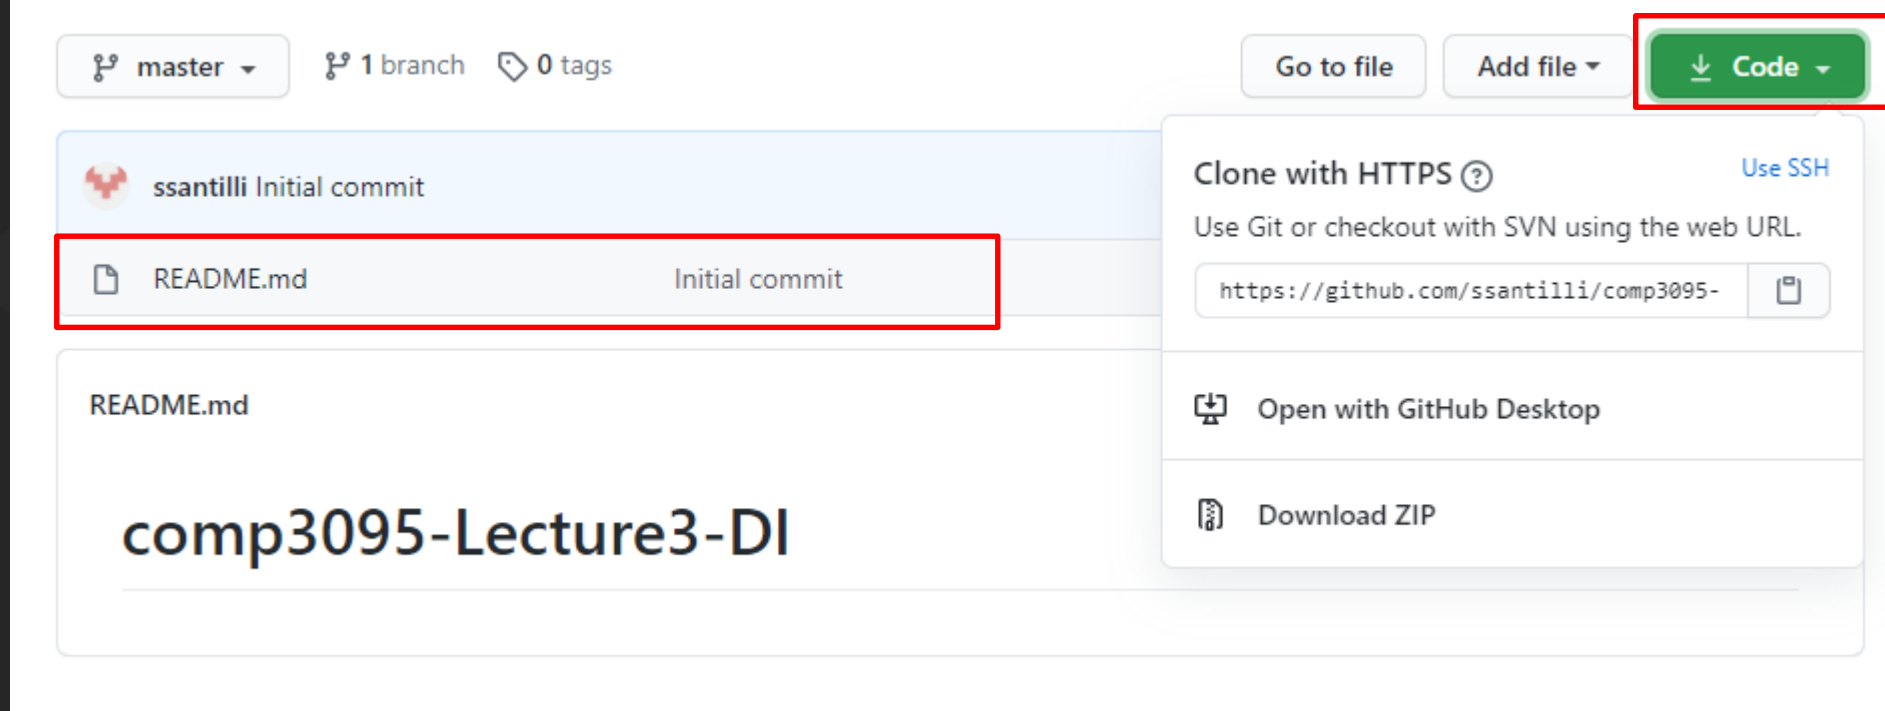 master 1 branch 0 tags Go to file Add file Code
ssantilli Initial commit
README.md Initial commit
README.md
comp3095-Lecture3-DI
Clone with HTTPS Use SSH
Use Git or checkout with SVN using the web URL.
https://github.com/ssantilli/comp3095-
Open with GitHub Desktop
Download ZIP